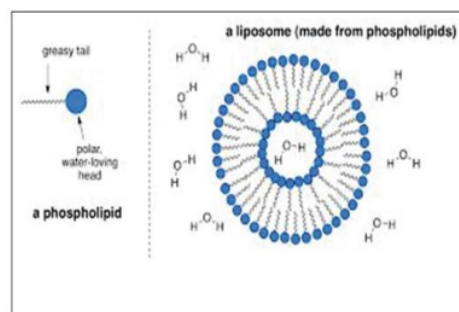 greasy tail
polar,
water-loving
head
a phospholipid
a liposome (made from phospholipids)
H O H
O H
H
H O H
H
O H
H
O H
H
H O H
H O H
O H
H